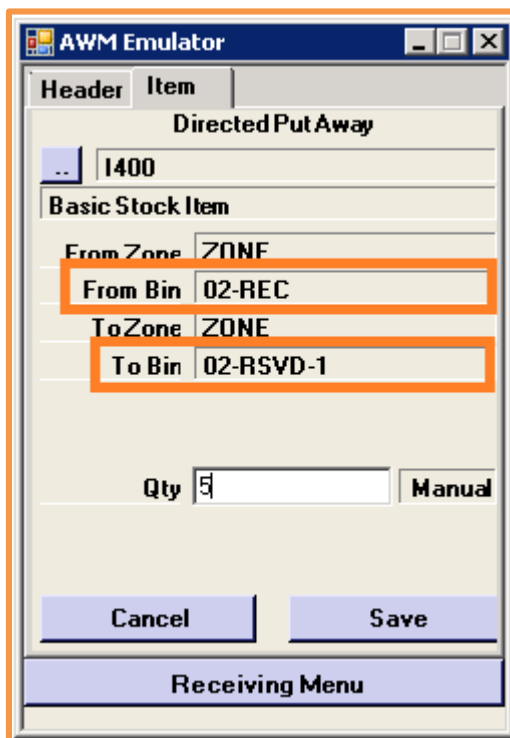 AWM Emulator
Header Item
Directed Put Away
.. I400
Basic Stock Item
From Zone ZONE
From Bin 02-REC
To Zone ZONE
To Bin 02-RSVD-1
Qty 5 Manual
Cancel Save
Receiving Menu